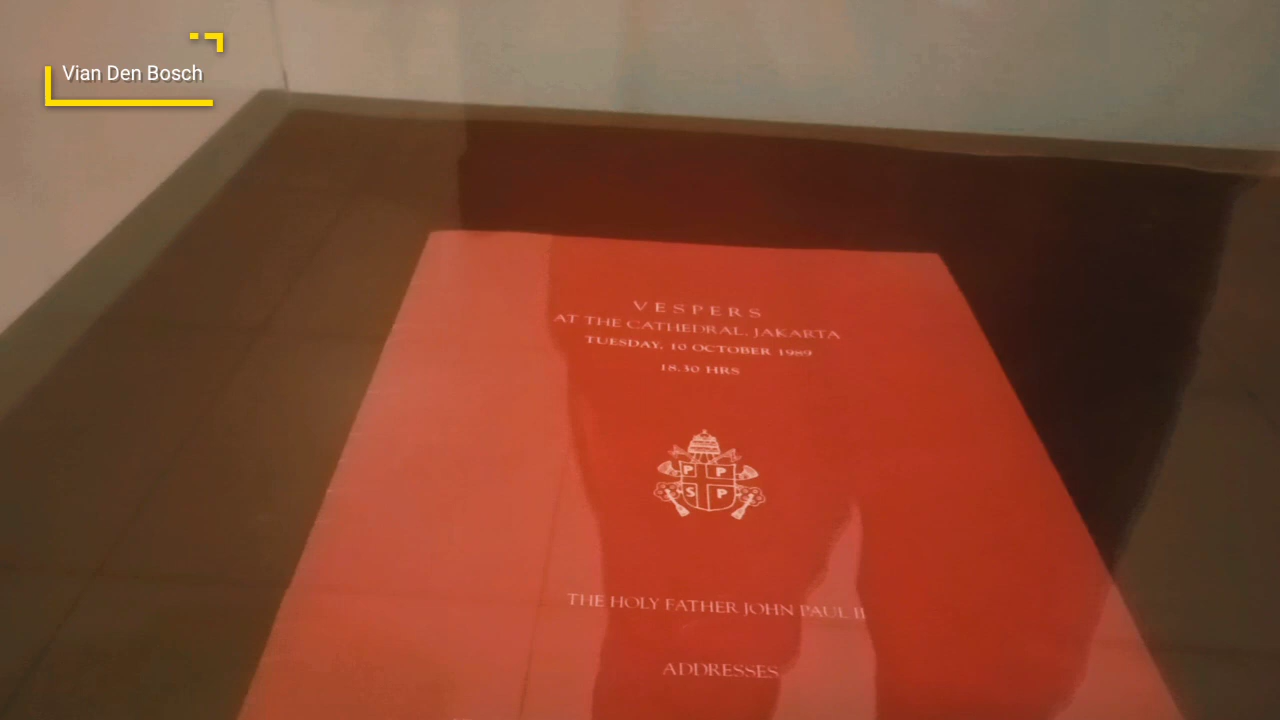 Vian Den Bosch
VESPERS
AT THE CATHEDRAL, JAKARTA
TUESDAY, 10 OCTOBER 1989
18.30 HRS
P P
S P
THE HOLY FATHER JOHN PAUL II
ADDRESSES